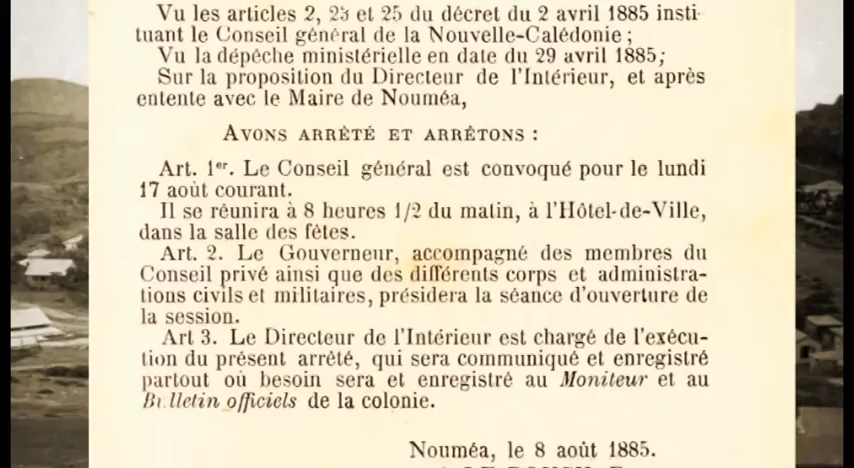 Vu les articles 2, 23 et 25 du décret du 2 avril 1885 insti-
tuant le Conseil général de la Nouvelle-Calédonie ;
Vu la dépêche ministérielle en date du 29 avril 1885;
Sur la proposition du Directeur de l'Intérieur, et après
entente avec le Maire de Nouméa,
AVONS ARRÊTÉ ET ARRÊTONS :
Art. 1er. Le Conseil général est convoqué pour le lundi
17 août courant.
Il se réunira à 8 heures 1/2 du matin, à l'Hôtel-de-Ville,
dans la salle des fêtes.
Art. 2. Le Gouverneur, accompagné des membres du
Conseil privé ainsi que des différents corps et administra-
tions civils et militaires, présidera la séance d'ouverture de
la session.
Art 3. Le Directeur de l'Intérieur est chargé de l'exécu-
tion du présent arrêté, qui sera communiqué et enregistré
partout où besoin sera et enregistré au Moniteur et au
Bulletin officiels de la colonie.
Nouméa, le 8 août 1885.